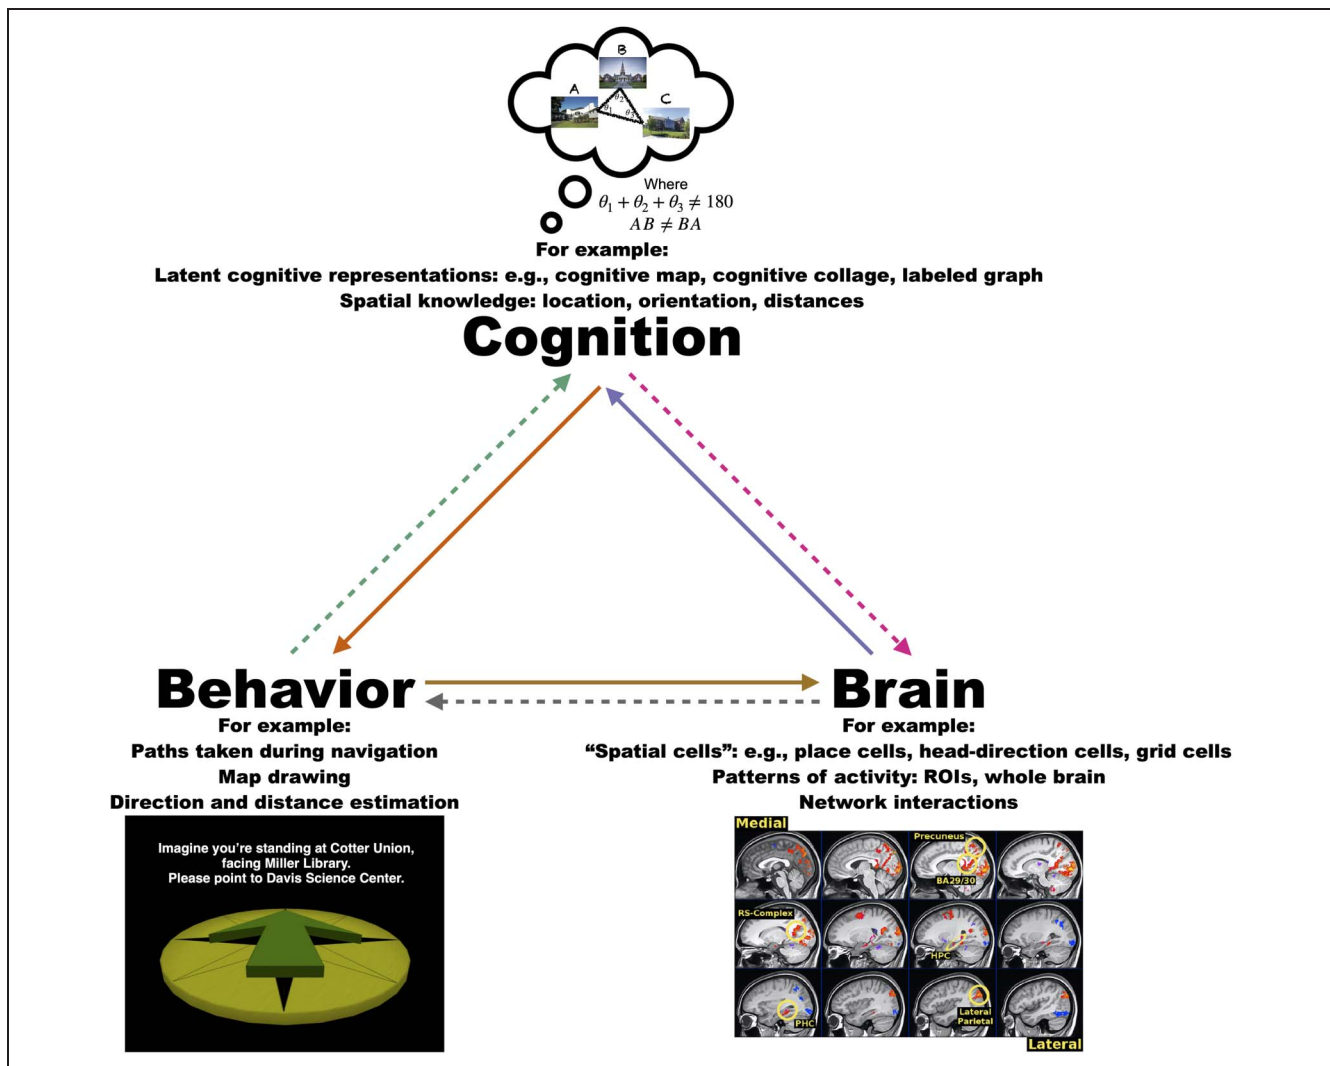 B
A
C
θ2
θ1
θ3
Where
θ1 + θ2 + θ3 ≠ 180
AB ≠ BA
For example:
Latent cognitive representations: e.g., cognitive map, cognitive collage, labeled graph
Spatial knowledge: location, orientation, distances
Cognition
Behavior
For example:
Paths taken during navigation
Map drawing
Direction and distance estimation
Imagine you're standing at Cotter Union,
facing Miller Library.
Please point to Davis Science Center.
Brain
For example:
“Spatial cells”: e.g., place cells, head-direction cells, grid cells
Patterns of activity: ROIs, whole brain
Network interactions
Medial
Precuneus
BA29/30
RS-Complex
HPC
PHC
Lateral
Parietal
Lateral